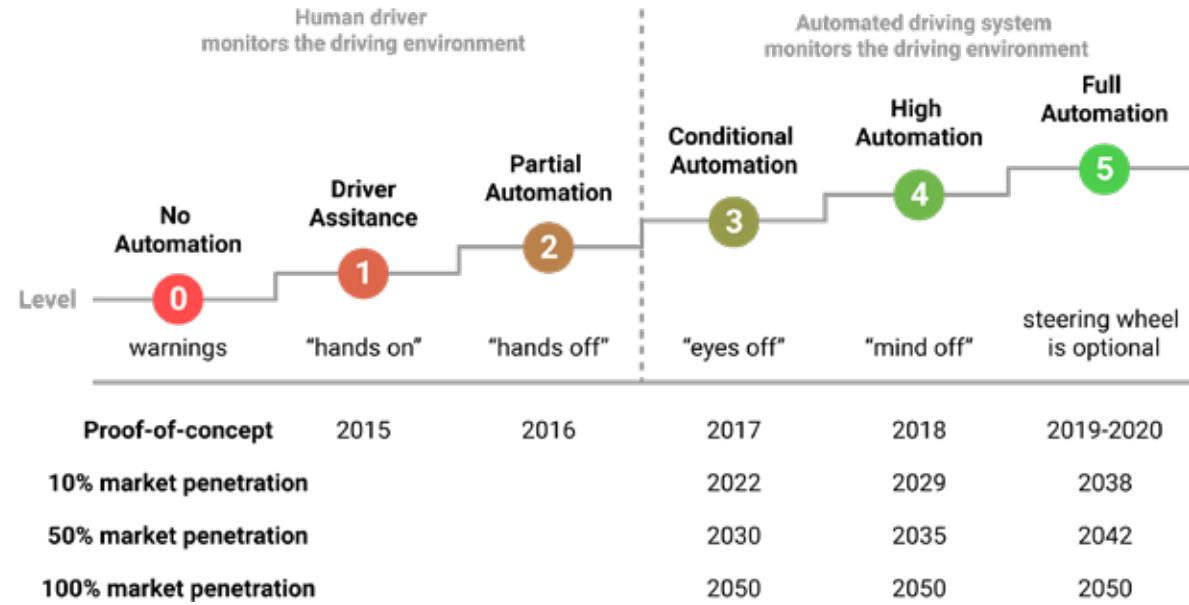 Human driver
monitors the driving environment
Automated driving system
monitors the driving environment
No
Automation
Driver
Assitance
Partial
Automation
Conditional
Automation
High
Automation
Full
Automation
Level
0
1
2
3
4
5
warnings
“hands on”
“hands off”
“eyes off”
“mind off”
steering wheel
is optional
Proof-of-concept 2015 2016 2017 2018 2019-2020
10% market penetration 2022 2029 2038
50% market penetration 2030 2035 2042
100% market penetration 2050 2050 2050